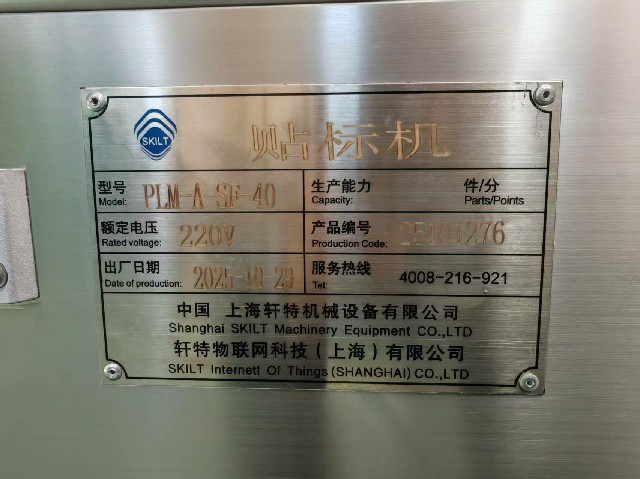 SKILT
贴标机
型号 PLM-A-SF-40 生产能力 件/分
Model: Capacity: Parts/Points
额定电压 220V 产品编号 25101276
Rated voltage: Production Code:
出厂日期 2025-10-29 服务热线 4008-216-921
Date of production: Tel:
中国 上海轩特机械设备有限公司
Shanghai SKILT Machinery Equipment CO.,LTD
轩特物联网科技(上海)有限公司
SKILT Internetf Of Things(SHANGHAI)CO.,LTD